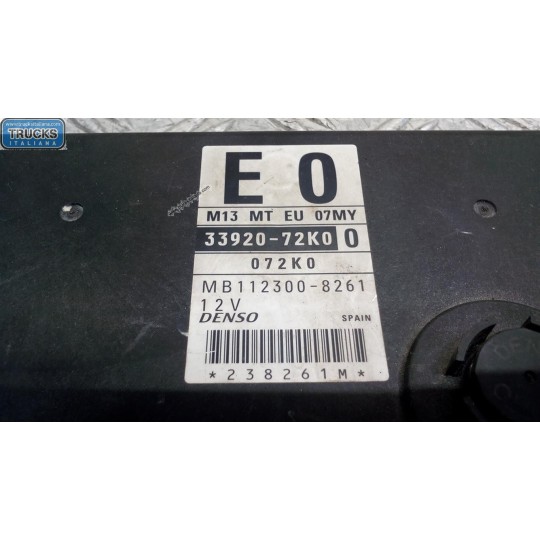 TRUCKS
ITALIANA
E 0
M13 MT EU 07MY
33920-72K0 0
072K0
MB112300-8261
12V
DENSO SPAIN
*238261M*